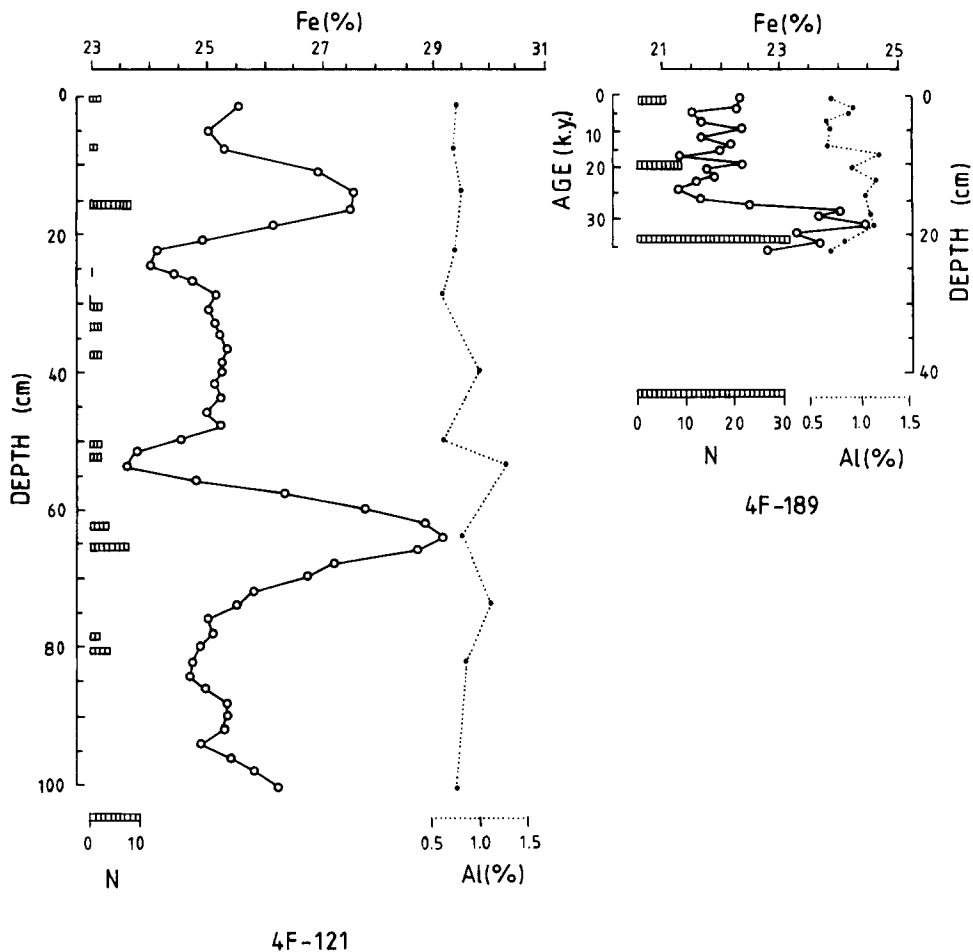 Fe(%)
23 25 27 29 31
DEPTH (cm)
0
20
40
60
80
100
0 10
N
0.5 1.0 1.5
Al(%)
4F-121
Fe(%)
21 23 25
AGE (k.y.)
0
10
20
30
DEPTH (cm)
0
20
40
0 10 20 30
N
0.5 1.0 1.5
Al(%)
4F-189